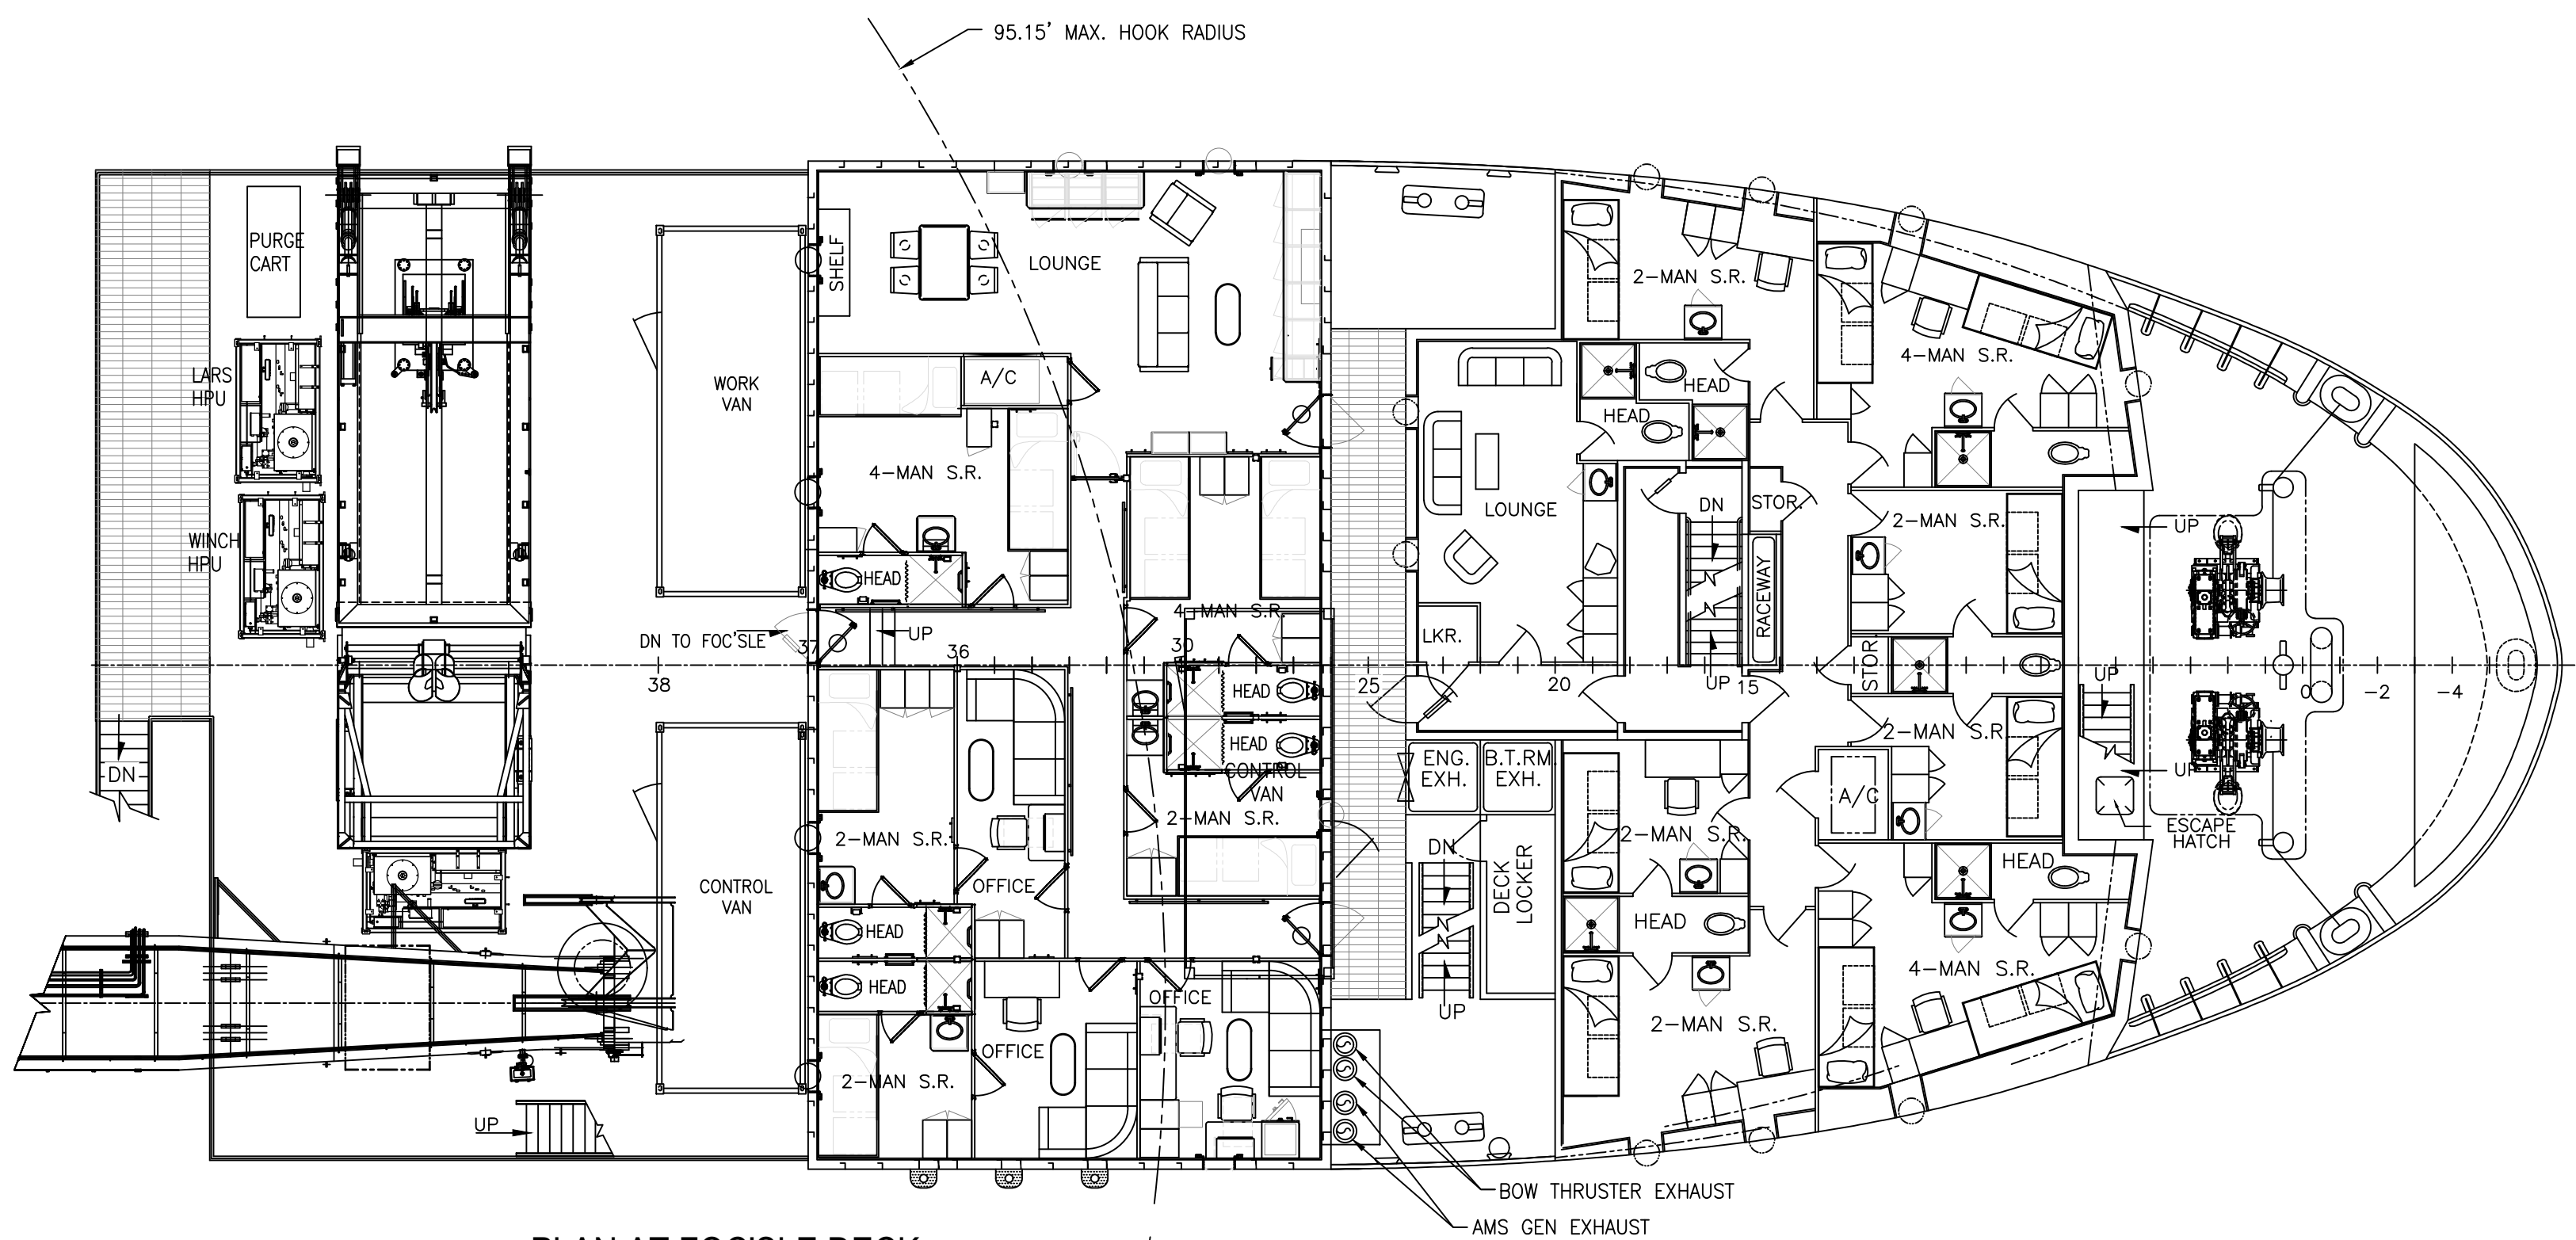 95.15' MAX. HOOK RADIUS
PURGE
CART
SHELF
LOUNGE
2-MAN S.R.
4-MAN S.R.
LARS
HPU
WORK
VAN
A/C
HEAD
HEAD
4-MAN S.R.
LOUNGE
DN
STOR.
2-MAN S.R.
UP
WINCH
HPU
HEAD
RACEWAY
4-MAN S.R.
DN TO FOC'SLE
37
UP
36
30
LKR.
STOR.
38
HEAD
25
20
UP
15
UP
0
-2
-4
HEAD
2-MAN S.R.
DN
CONTROL
VAN
ENG.
EXH.
B.T.RM.
EXH.
A/C
UP
2-MAN S.R.
2-MAN S.R.
2-MAN S.R.
ESCAPE
HATCH
DN
DECK
LOCKER
HEAD
CONTROL
VAN
OFFICE
HEAD
HEAD
4-MAN S.R.
HEAD
OFFICE
UP
2-MAN S.R.
OFFICE
2-MAN S.R.
UP
BOW THRUSTER EXHAUST
AMS GEN EXHAUST
PLAN AT FOC'SLE DECK